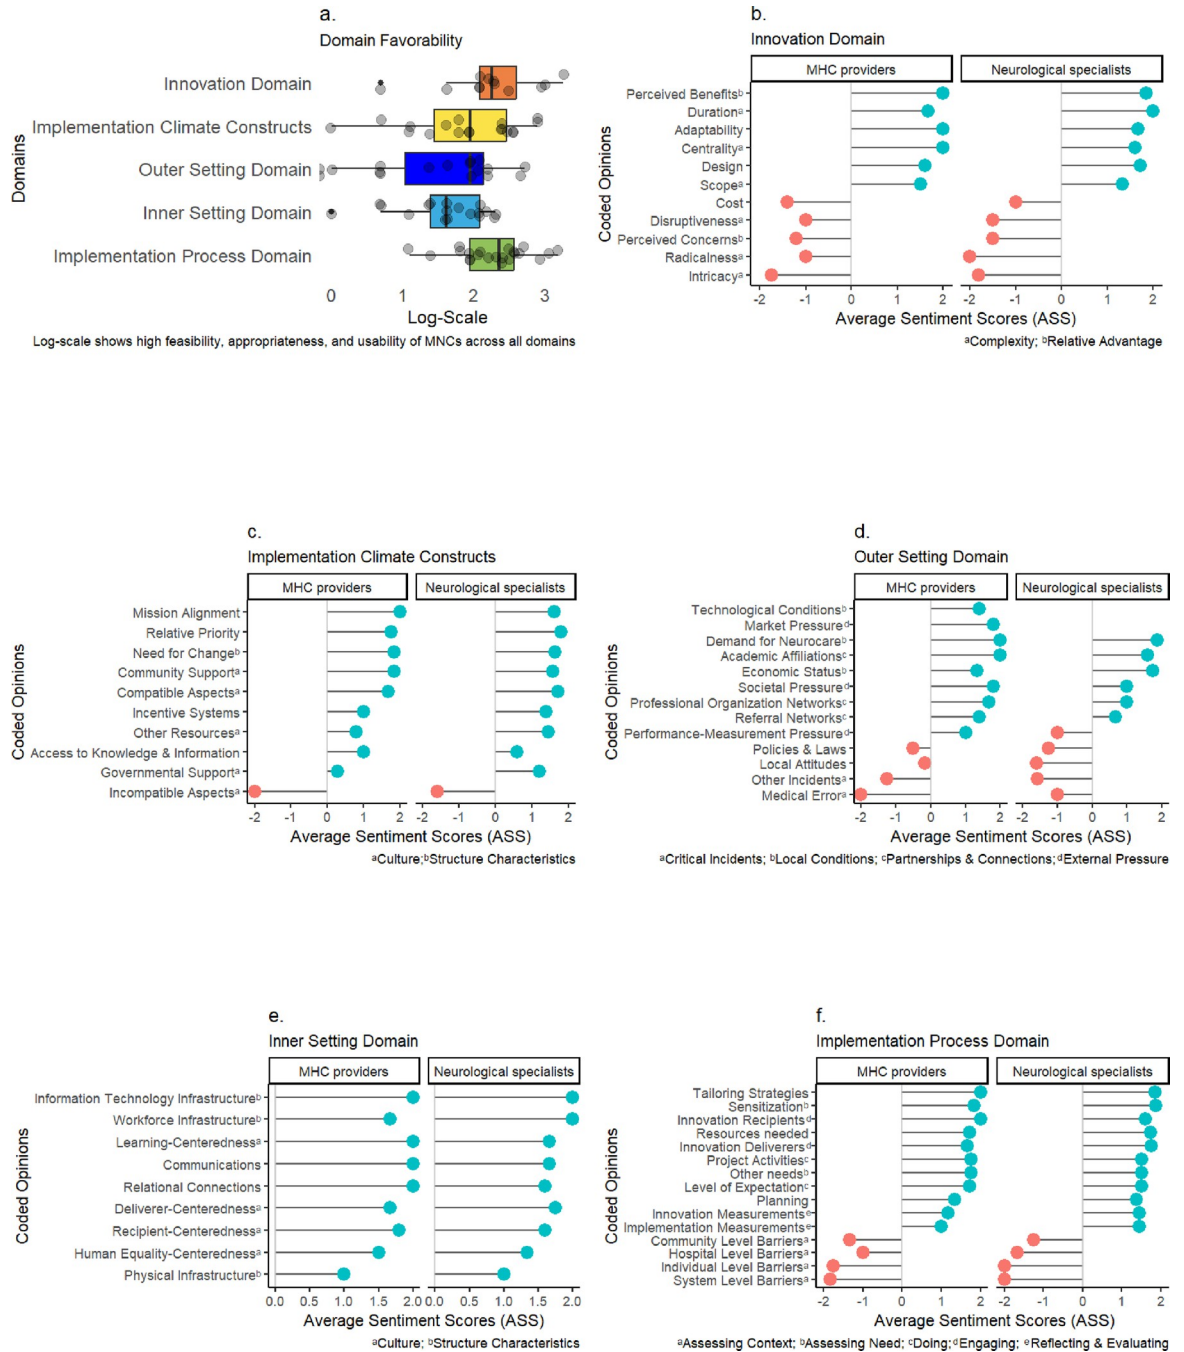 a.
Domain Favorability
Domains
Innovation Domain
Implementation Climate Constructs
Outer Setting Domain
Inner Setting Domain
Implementation Process Domain
0 1 2 3
Log-Scale
Log-scale shows high feasibility, appropriateness, and usability of MNCs across all domains
b.
Innovation Domain
MHC providers Neurological specialists
Coded Opinions
Perceived Benefitsᵇ
Durationᵃ
Adaptability
Centralityᵃ
Design
Scopeᵃ
Cost
Disruptivenessᵃ
Perceived Concernsᵇ
Radicalnessᵃ
Intricacyᵃ
-2 -1 0 1 2 -2 -1 0 1 2
Average Sentiment Scores (ASS)
ᵃComplexity; ᵇRelative Advantage
c.
Implementation Climate Constructs
MHC providers Neurological specialists
Coded Opinions
Mission Alignment
Relative Priority
Need for Changeᵇ
Community Supportᵃ
Compatible Aspectsᵃ
Incentive Systems
Other Resourcesᵃ
Access to Knowledge & Information
Governmental Supportᵃ
Incompatible Aspectsᵃ
-2 -1 0 1 2 -2 -1 0 1 2
Average Sentiment Scores (ASS)
ᵃCulture;ᵇStructure Characteristics
d.
Outer Setting Domain
MHC providers Neurological specialists
Coded Opinions
Technological Conditionsᵇ
Market Pressureᵈ
Demand for Neurocareᵇ
Academic Affiliationsᶜ
Economic Statusᵇ
Societal Pressureᵈ
Professional Organization Networksᶜ
Referral Networksᶜ
Performance-Measurement Pressureᵈ
Policies & Laws
Local Attitudes
Other Incidentsᵃ
Medical Errorᵃ
-2 -1 0 1 2 -2 -1 0 1 2
Average Sentiment Scores (ASS)
ᵃCritical Incidents; ᵇLocal Conditions; ᶜPartnerships & Connections;ᵈExternal Pressure
e.
Inner Setting Domain
MHC providers Neurological specialists
Coded Opinions
Information Technology Infrastructureᵇ
Workforce Infrastructureᵇ
Learning-Centerednessᵃ
Communications
Relational Connections
Deliverer-Centerednessᵃ
Recipient-Centerednessᵃ
Human Equality-Centerednessᵃ
Physical Infrastructureᵇ
0.0 0.5 1.0 1.5 2.0 0.0 0.5 1.0 1.5 2.0
Average Sentiment Scores (ASS)
ᵃCulture; ᵇStructure Characteristics
f.
Implementation Process Domain
MHC providers Neurological specialists
Coded Opinions
Tailoring Strategies
Sensitizationᵇ
Innovation Recipientsᵈ
Resources needed
Innovation Deliverersᵈ
Project Activitiesᶜ
Other needsᵇ
Level of Expectationᶜ
Planning
Innovation Measurementsᵉ
Implementation Measurementsᵉ
Community Level Barriersᵃ
Hospital Level Barriersᵃ
Individual Level Barriersᵃ
System Level Barriersᵃ
-2 -1 0 1 2 -2 -1 0 1 2
Average Sentiment Scores (ASS)
ᵃAssessing Context; ᵇAssessing Need; ᶜDoing;ᵈEngaging; ᵉReflecting & Evaluating